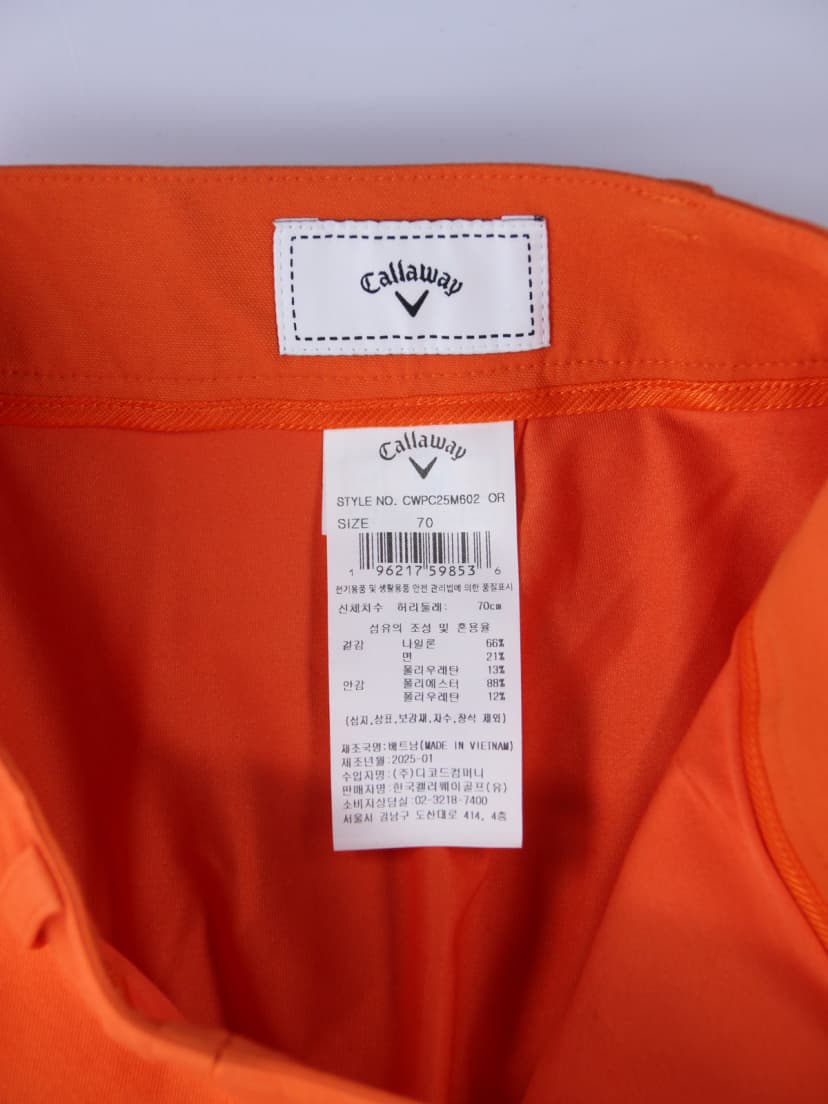 Callaway
Callaway
STYLE NO. CWPC25M602 OR
SIZE 70
1 96217 59853 6
전기용품 및 생활용품 안전 관리법에 의한 품질표시
신체치수 허리둘레: 70cm
섬유의 조성 및 혼용율
겉감 나일론 66%
면 21%
폴리우레탄 13%
안감 폴리에스터 88%
폴리우레탄 12%
(심지,상표,보강재,자수,장식 제외)
제조국명:베트남(MADE IN VIETNAM)
제조년월:2025-01
수입자명:(주)디코드컴퍼니
판매자명:한국캘러웨이골프(유)
소비자상담실:02-3218-7400
서울시 강남구 도산대로 414, 4층